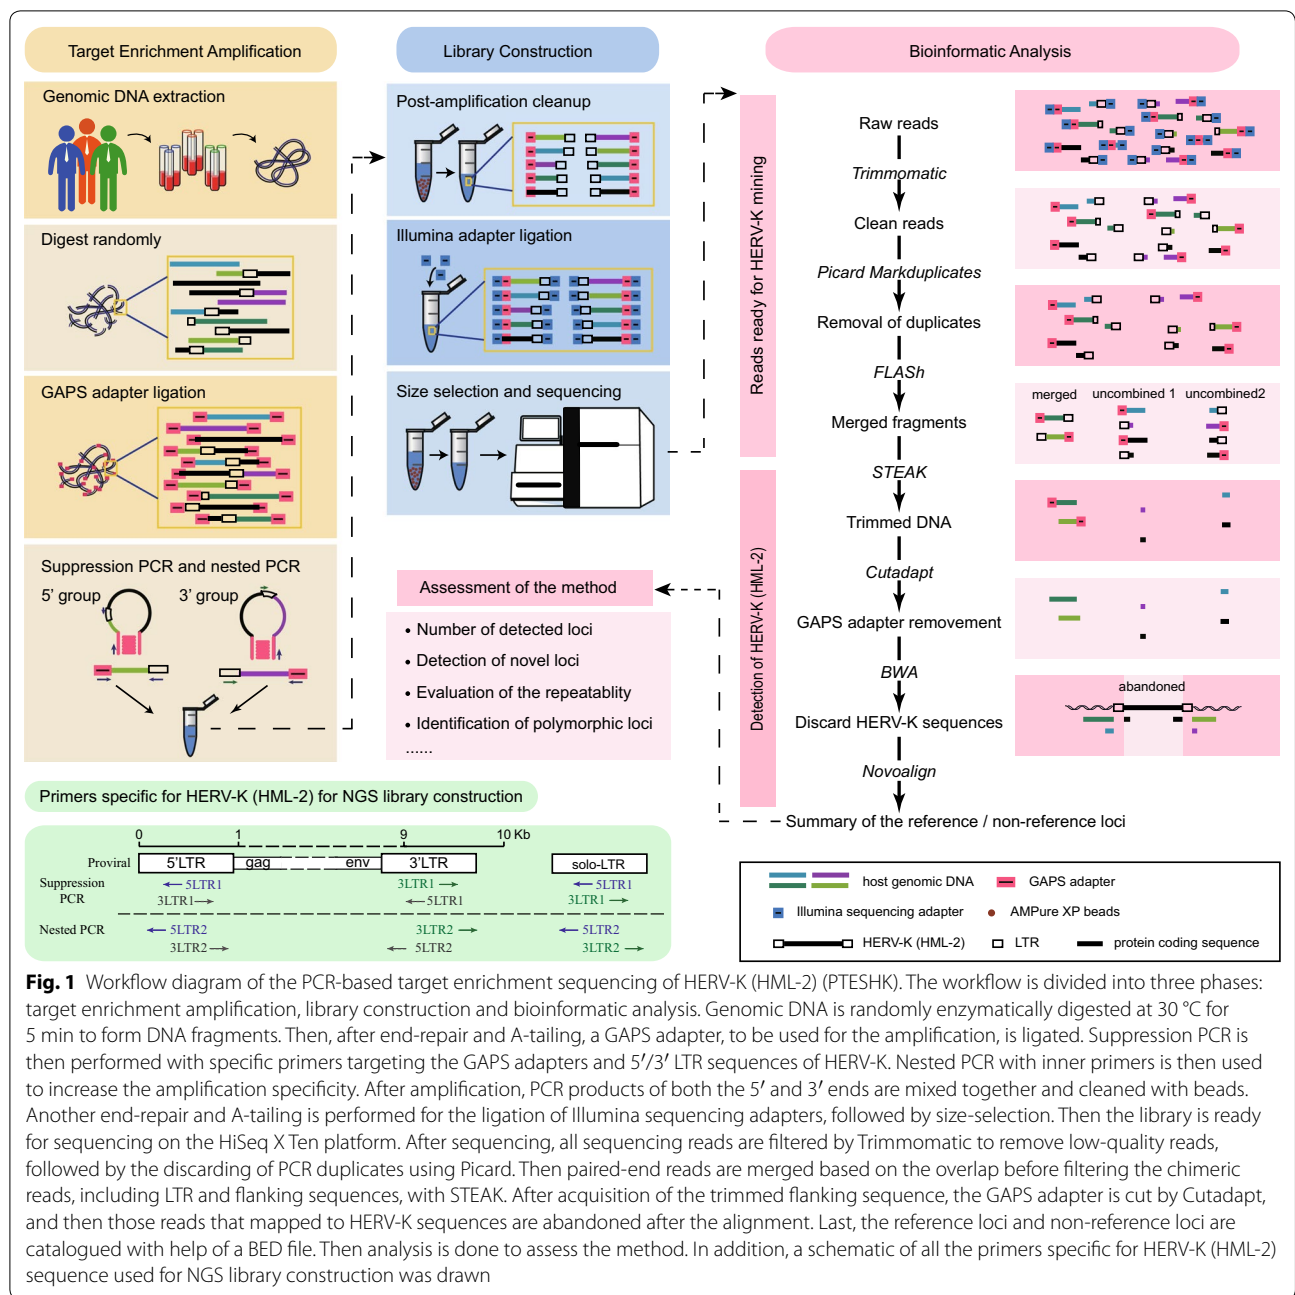 Target Enrichment Amplification
Genomic DNA extraction
Digest randomly
GAPS adapter ligation
Suppression PCR and nested PCR
5' group
3' group
Library Construction
Post-amplification cleanup
D
Illumina adapter ligation
D
Size selection and sequencing
Assessment of the method
• Number of detected loci
• Detection of novel loci
• Evaluation of the repeatablity
• Identification of polymorphic loci
......
Bioinformatic Analysis
Reads ready for HERV-K mining
Detection of HERV-K (HML-2)
Raw reads
Trimmomatic
Clean reads
Picard Markduplicates
Removal of duplicates
FLASh
Merged fragments
STEAK
Trimmed DNA
Cutadapt
GAPS adapter removement
BWA
Discard HERV-K sequences
Novoalign
Summary of the reference / non-reference loci
merged uncombined 1 uncombined2
abandoned
Primers specific for HERV-K (HML-2) for NGS library construction
0 1 9 10 Kb
Proviral 5'LTR gag env 3'LTR solo-LTR
Suppression PCR
5LTR1 3LTR1 5LTR1
3LTR1 5LTR1 3LTR1
Nested PCR 5LTR2 3LTR2 5LTR2
3LTR2 5LTR2 3LTR2
host genomic DNA GAPS adapter
Illumina sequencing adapter AMPure XP beads
HERV-K (HML-2) LTR protein coding sequence
Fig. 1 Workflow diagram of the PCR-based target enrichment sequencing of HERV-K (HML-2) (PTESHK). The workflow is divided into three phases:
target enrichment amplification, library construction and bioinformatic analysis. Genomic DNA is randomly enzymatically digested at 30 °C for
5 min to form DNA fragments. Then, after end-repair and A-tailing, a GAPS adapter, to be used for the amplification, is ligated. Suppression PCR is
then performed with specific primers targeting the GAPS adapters and 5′/3′ LTR sequences of HERV-K. Nested PCR with inner primers is then used
to increase the amplification specificity. After amplification, PCR products of both the 5′ and 3′ ends are mixed together and cleaned with beads.
Another end-repair and A-tailing is performed for the ligation of Illumina sequencing adapters, followed by size-selection. Then the library is ready
for sequencing on the HiSeq X Ten platform. After sequencing, all sequencing reads are filtered by Trimmomatic to remove low-quality reads,
followed by the discarding of PCR duplicates using Picard. Then paired-end reads are merged based on the overlap before filtering the chimeric
reads, including LTR and flanking sequences, with STEAK. After acquisition of the trimmed flanking sequence, the GAPS adapter is cut by Cutadapt,
and then those reads that mapped to HERV-K sequences are abandoned after the alignment. Last, the reference loci and non-reference loci are
catalogued with help of a BED file. Then analysis is done to assess the method. In addition, a schematic of all the primers specific for HERV-K (HML-2)
sequence used for NGS library construction was drawn